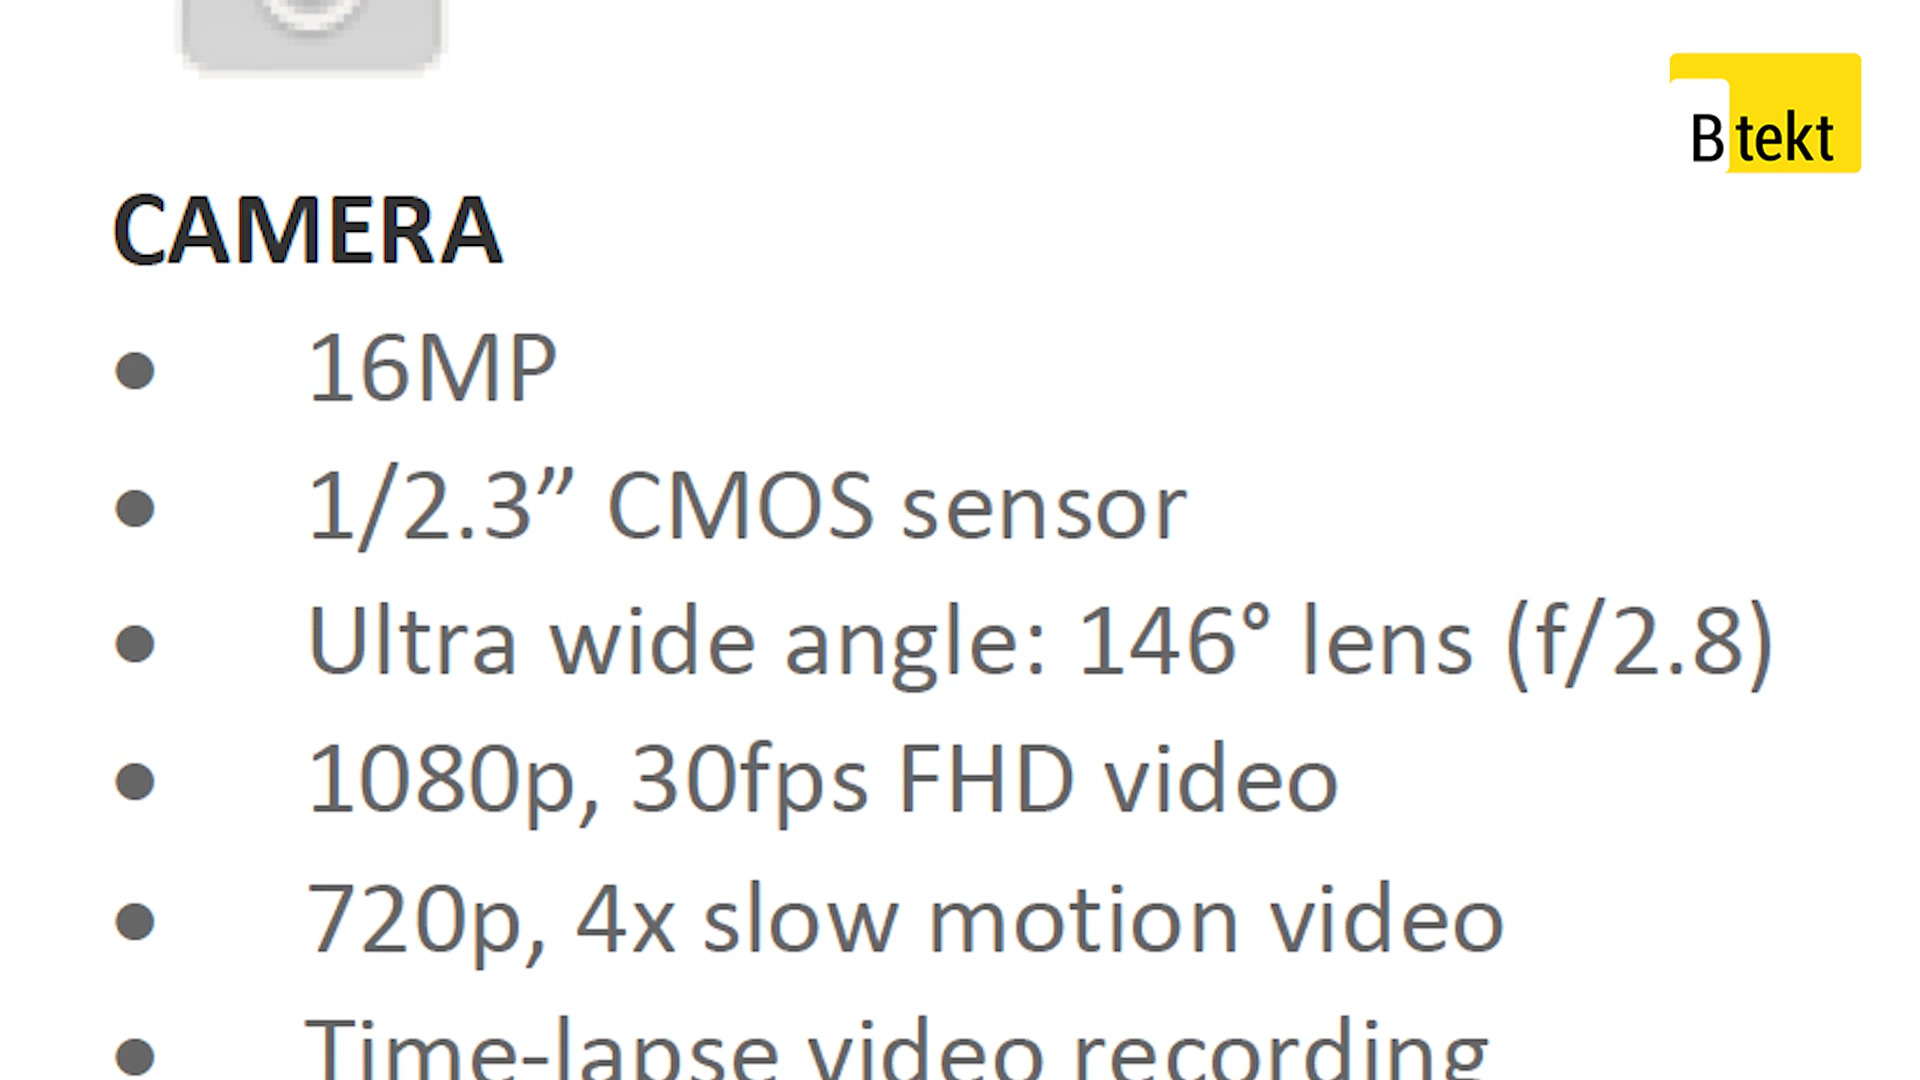 B tekt
CAMERA
• 16MP
• 1/2.3” CMOS sensor
• Ultra wide angle: 146° lens (f/2.8)
• 1080p, 30fps FHD video
• 720p, 4x slow motion video
• Time-lapse video recording